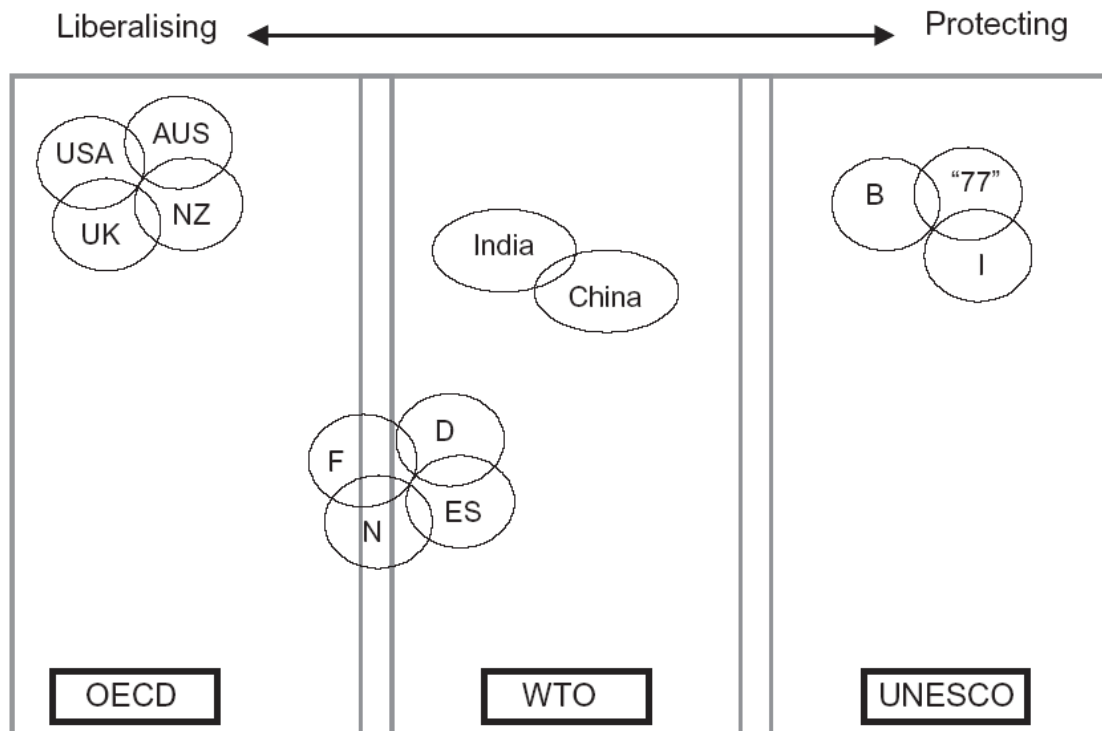 Liberalising
Protecting
USA
AUS
UK
NZ
B
“77”
I
India
China
F
D
N
ES
OECD
WTO
UNESCO